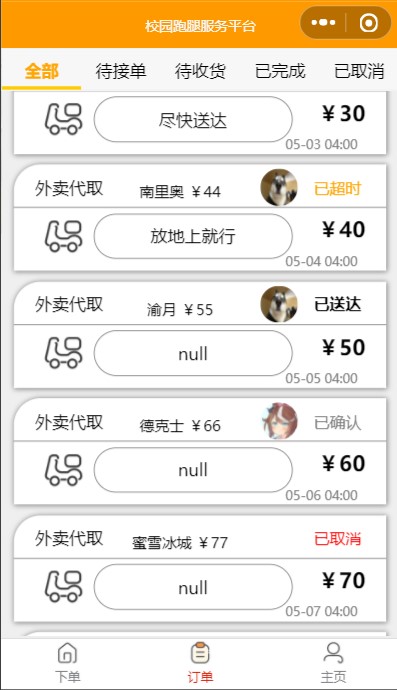 校园跑腿服务平台
全部 待接单 待收货 已完成 已取消
尽快送达 ￥30
05-03 04:00
外卖代取 南里奥 ￥44 已超时
放地上就行 ￥40
05-04 04:00
外卖代取 渝月 ￥55 已送达
null ￥50
05-05 04:00
外卖代取 德克士 ￥66 已确认
null ￥60
05-06 04:00
外卖代取 蜜雪冰城 ￥77 已取消
null ￥70
05-07 04:00
下单 订单 主页